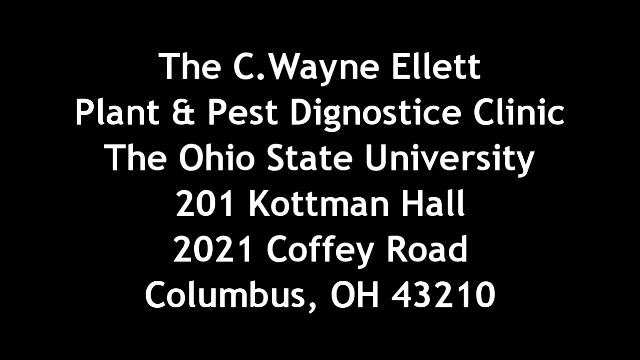 The C.Wayne Ellett
Plant & Pest Dignostice Clinic
The Ohio State University
201 Kottman Hall
2021 Coffey Road
Columbus, OH 43210